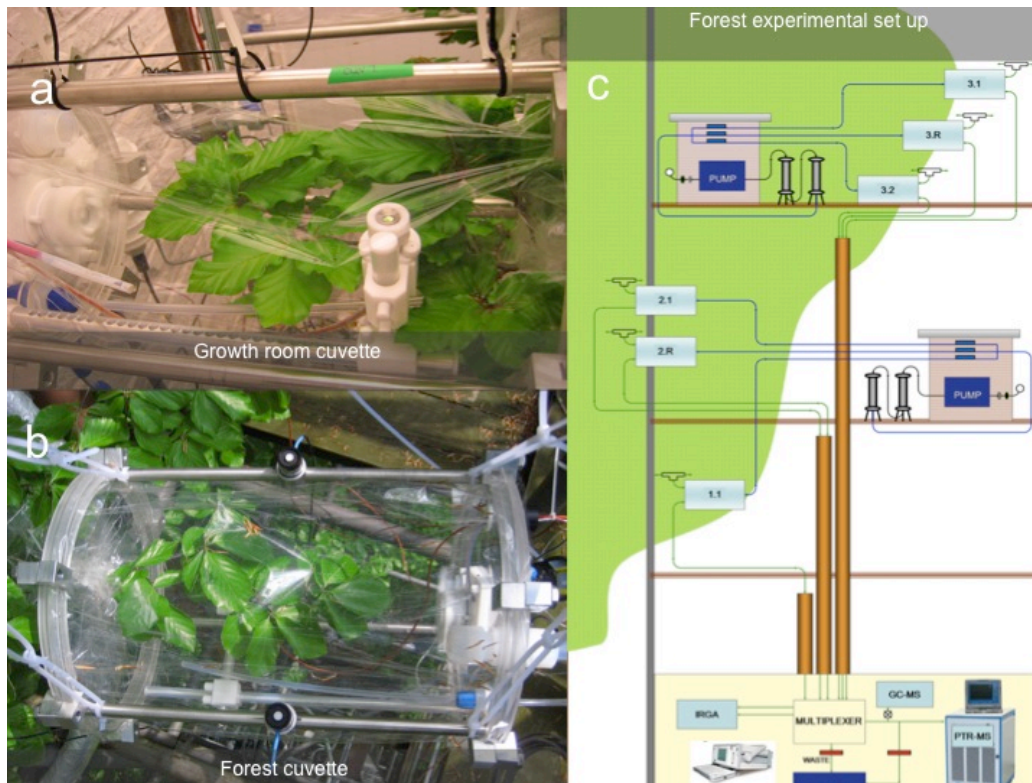 a
Growth room cuvette
b
Forest cuvette
Forest experimental set up
c
3.1
3.R
PUMP
3.2
2.1
2.R
PUMP
1.1
GC-MS
IRGA
MULTIPLEXER
PTR-MS
WASTE